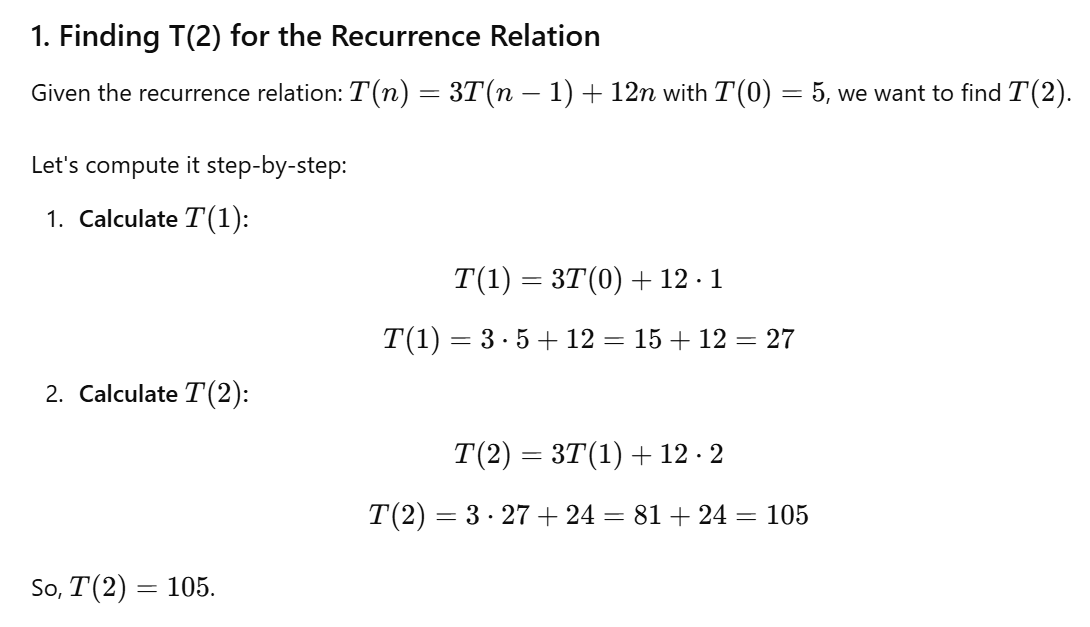 1. Finding T(2) for the Recurrence Relation
Given the recurrence relation: T(n) = 3T(n − 1) + 12n with T(0) = 5, we want to find T(2).
Let's compute it step-by-step:
1. Calculate T(1):
T(1) = 3T(0) + 12 · 1
T(1) = 3 · 5 + 12 = 15 + 12 = 27
2. Calculate T(2):
T(2) = 3T(1) + 12 · 2
T(2) = 3 · 27 + 24 = 81 + 24 = 105
So, T(2) = 105.